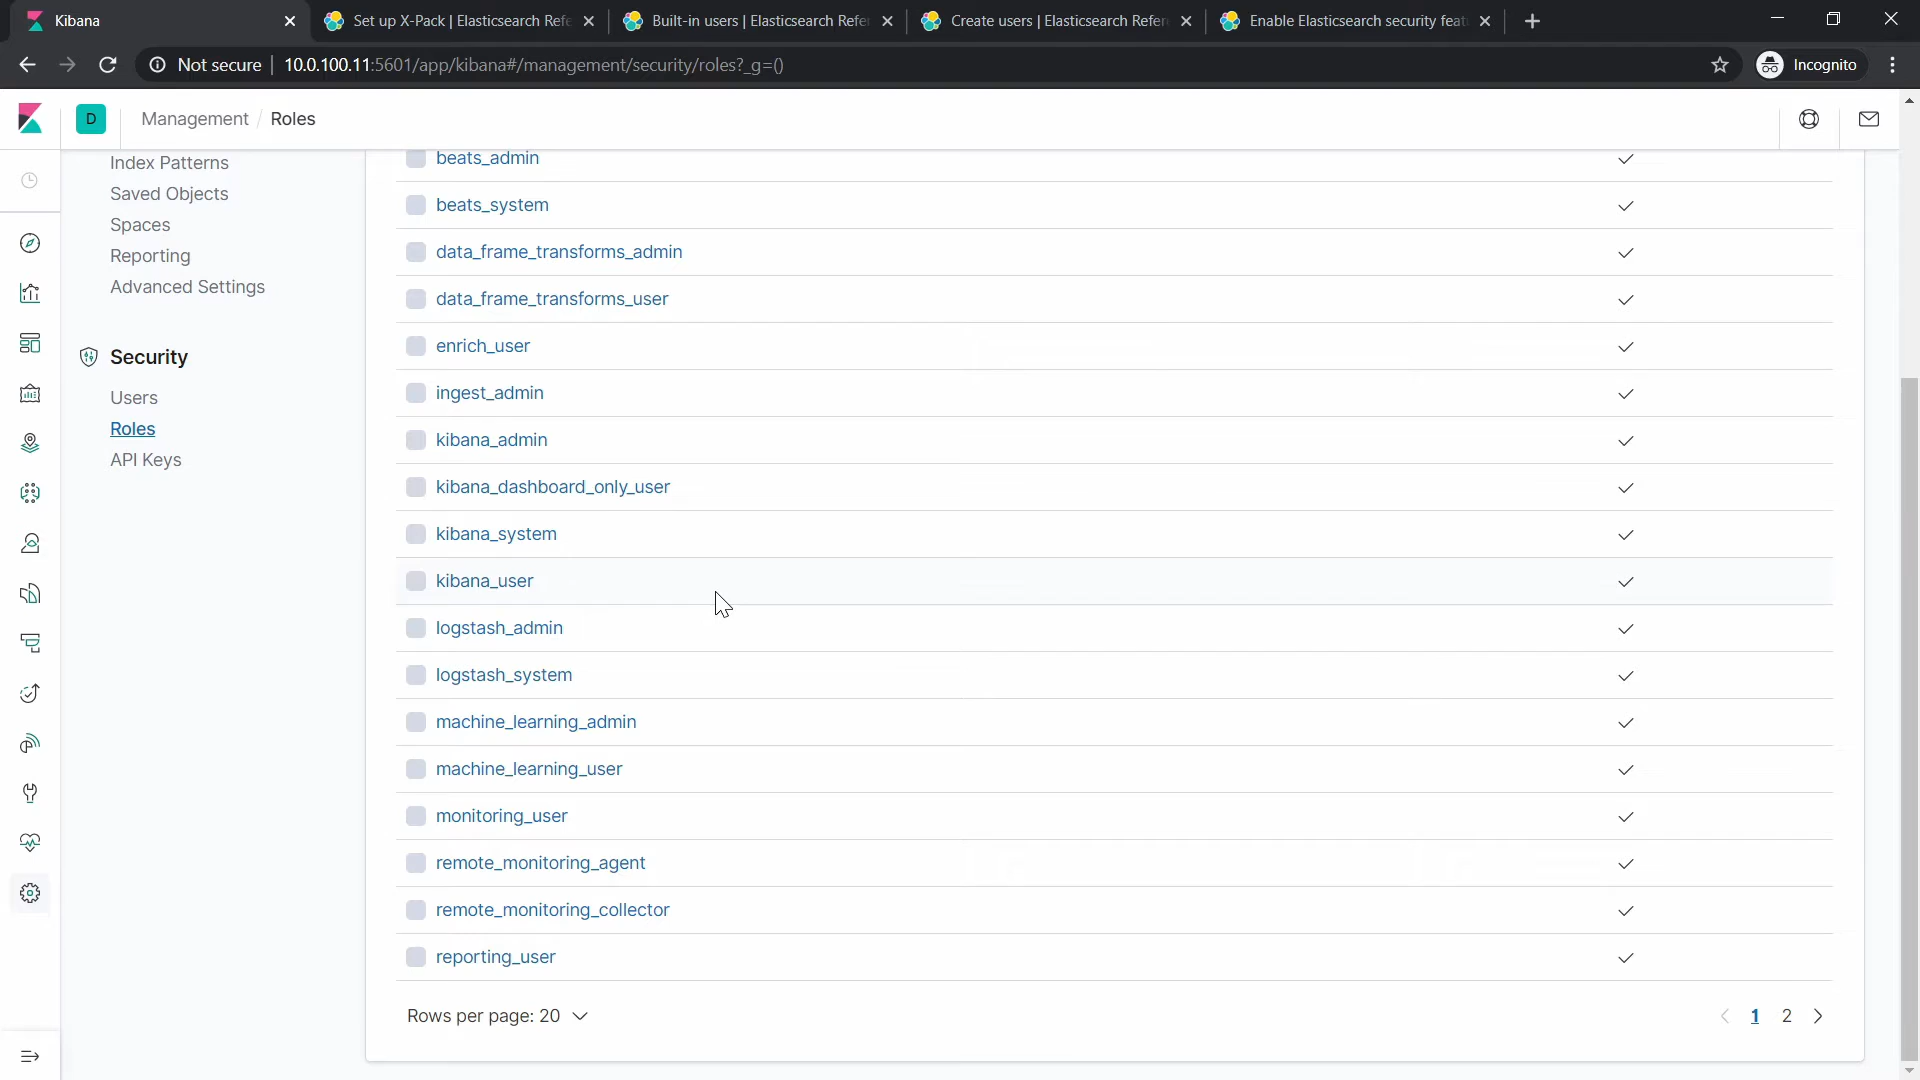 Kibana
Set up X-Pack | Elasticsearch Refe
Built-in users | Elasticsearch Refe
Create users | Elasticsearch Refer
Enable Elasticsearch security feat
Not secure
10.0.100.11:5601/app/kibana#/management/security/roles?_g=()
Incognito
D
Management / Roles
Index Patterns
Saved Objects
Spaces
Reporting
Advanced Settings
Security
Users
Roles
API Keys
beats_admin
beats_system
data_frame_transforms_admin
data_frame_transforms_user
enrich_user
ingest_admin
kibana_admin
kibana_dashboard_only_user
kibana_system
kibana_user
logstash_admin
logstash_system
machine_learning_admin
machine_learning_user
monitoring_user
remote_monitoring_agent
remote_monitoring_collector
reporting_user
Rows per page: 20
1 2